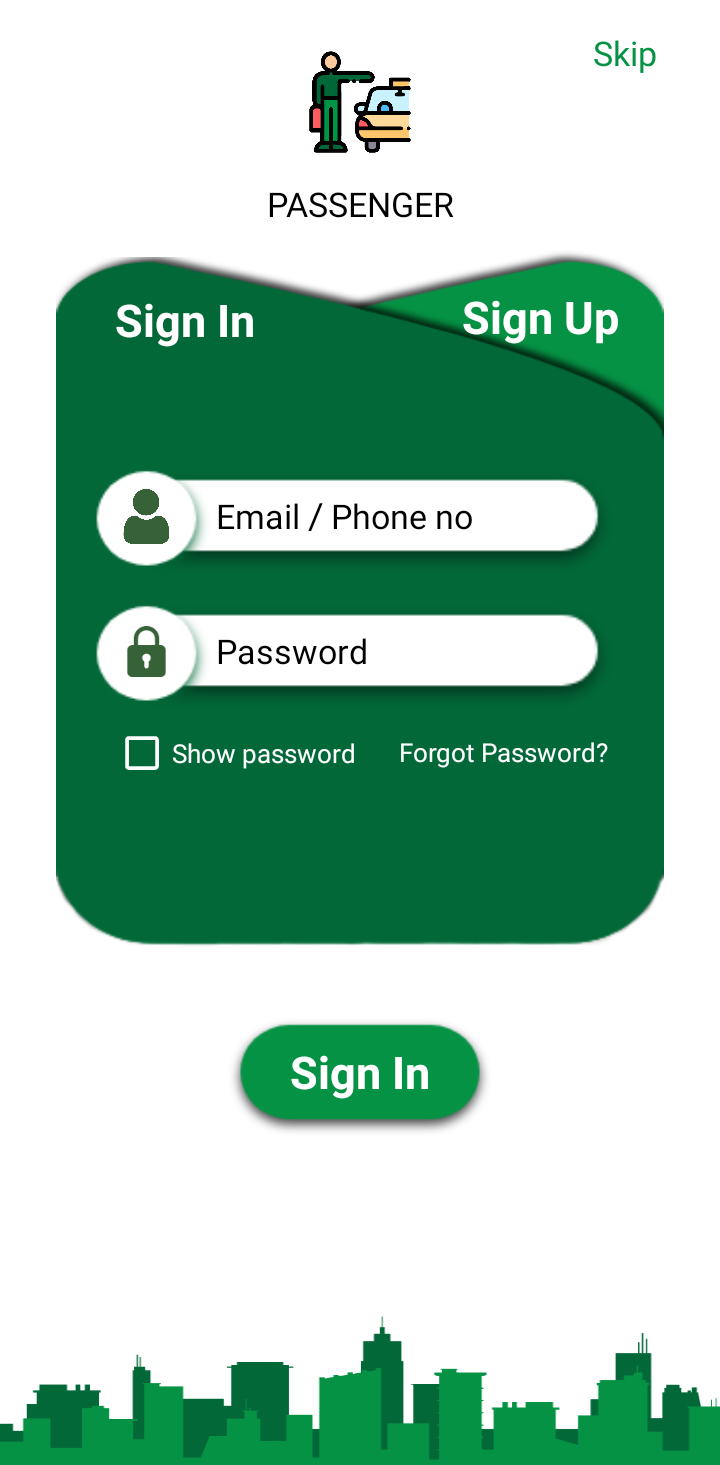 Skip
PASSENGER
Sign In
Sign Up
Email / Phone no
Password
Show password
Forgot Password?
Sign In